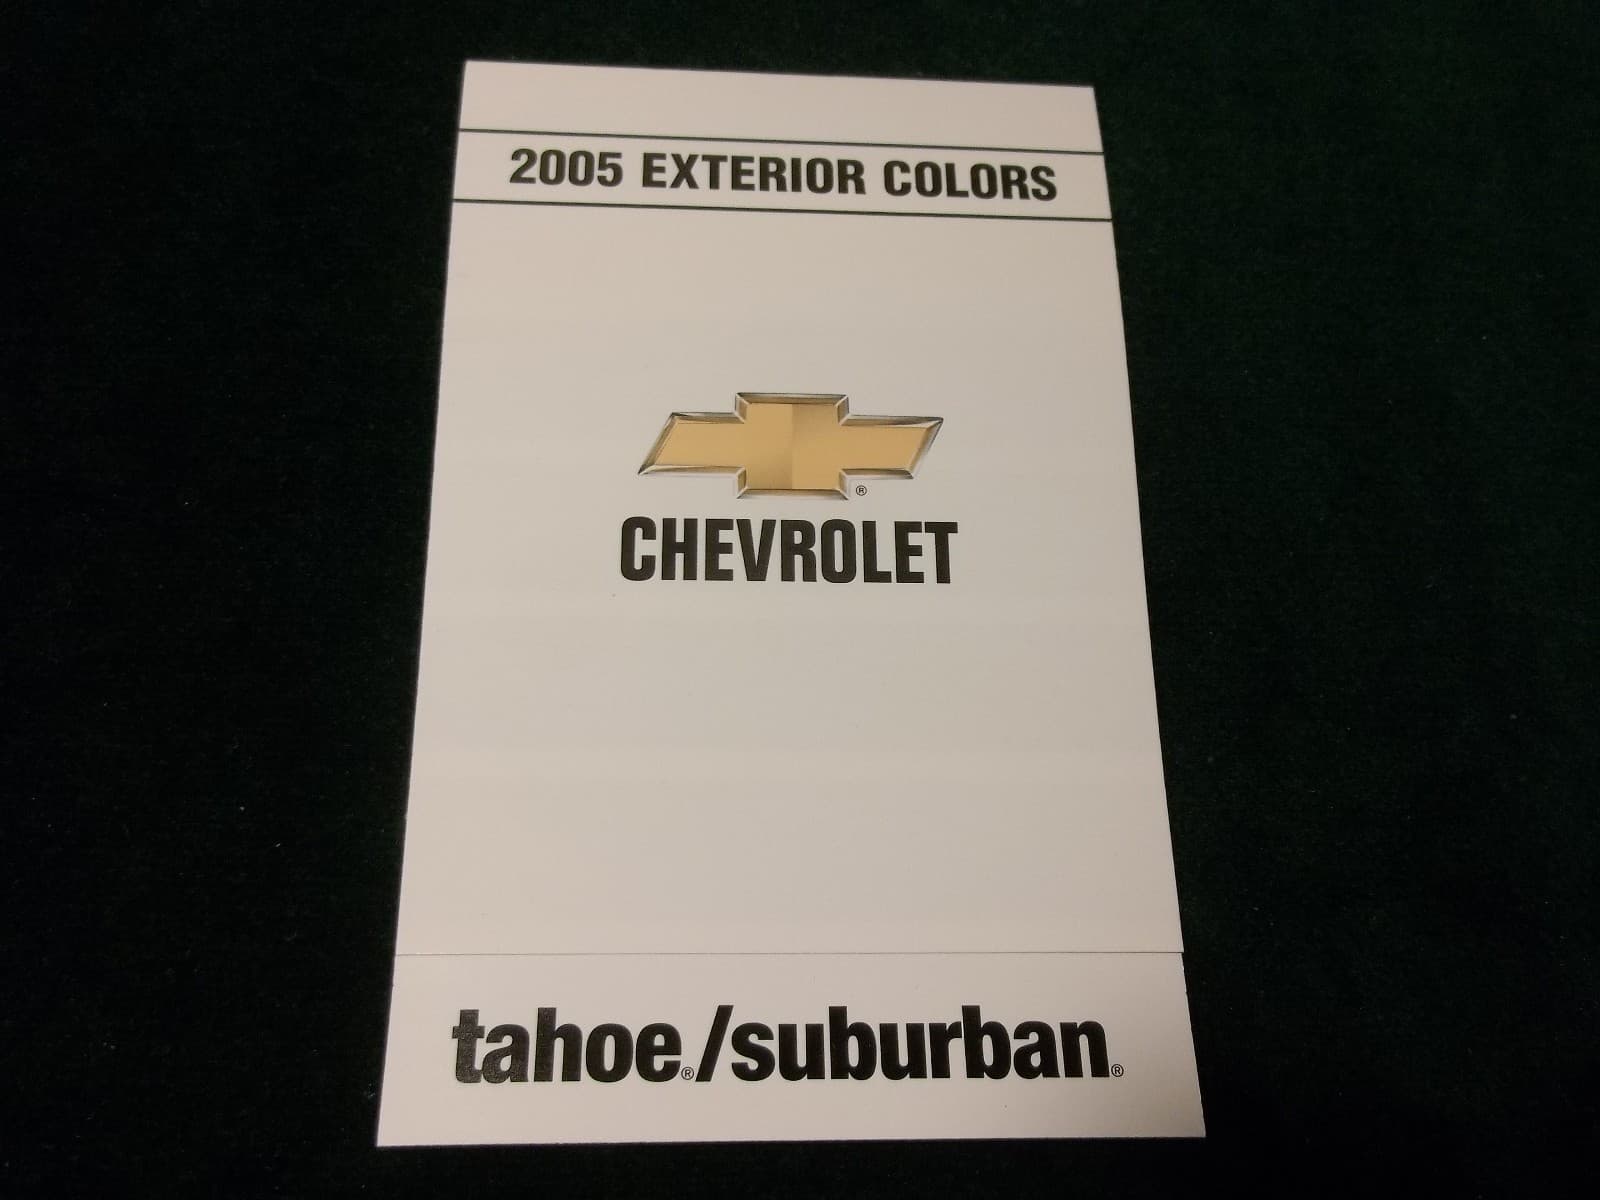 2005 EXTERIOR COLORS
®
CHEVROLET
tahoe®/suburban®